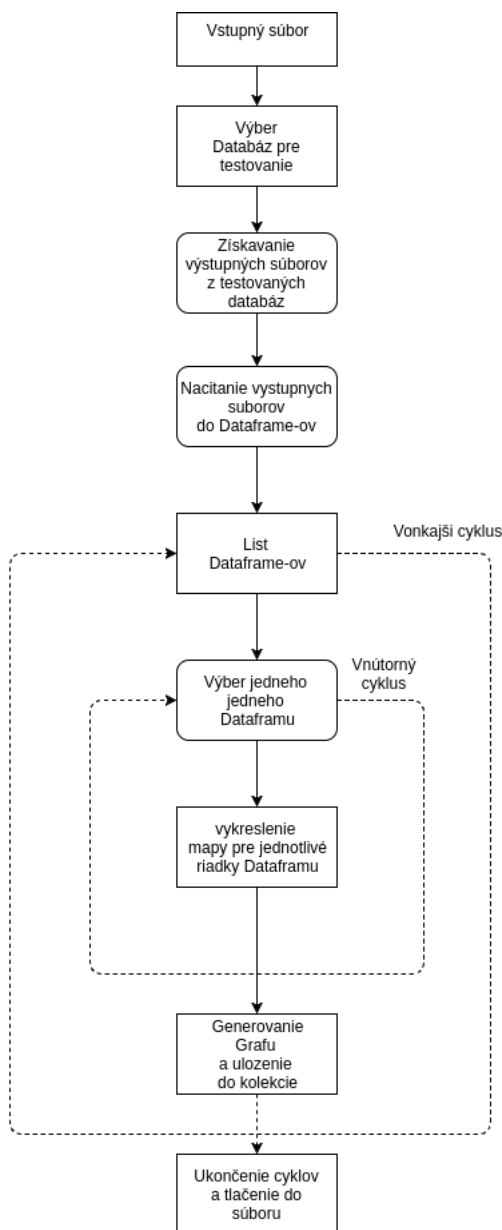 Vstupný súbor
Výber
Databáz pre
testovanie
Získavanie
výstupných súborov
z testovaných
databáz
Nacitanie vystupnych
suborov
do Dataframe-ov
List
Dataframe-ov
Vonkajši cyklus
Výber jedneho
jedneho
Dataframu
Vnútorný
cyklus
vykreslenie
mapy pre jednotlivé
riadky Dataframu
Generovanie
Grafu
a ulozenie
do kolekcie
Ukončenie cyklov
a tlačenie do
súboru